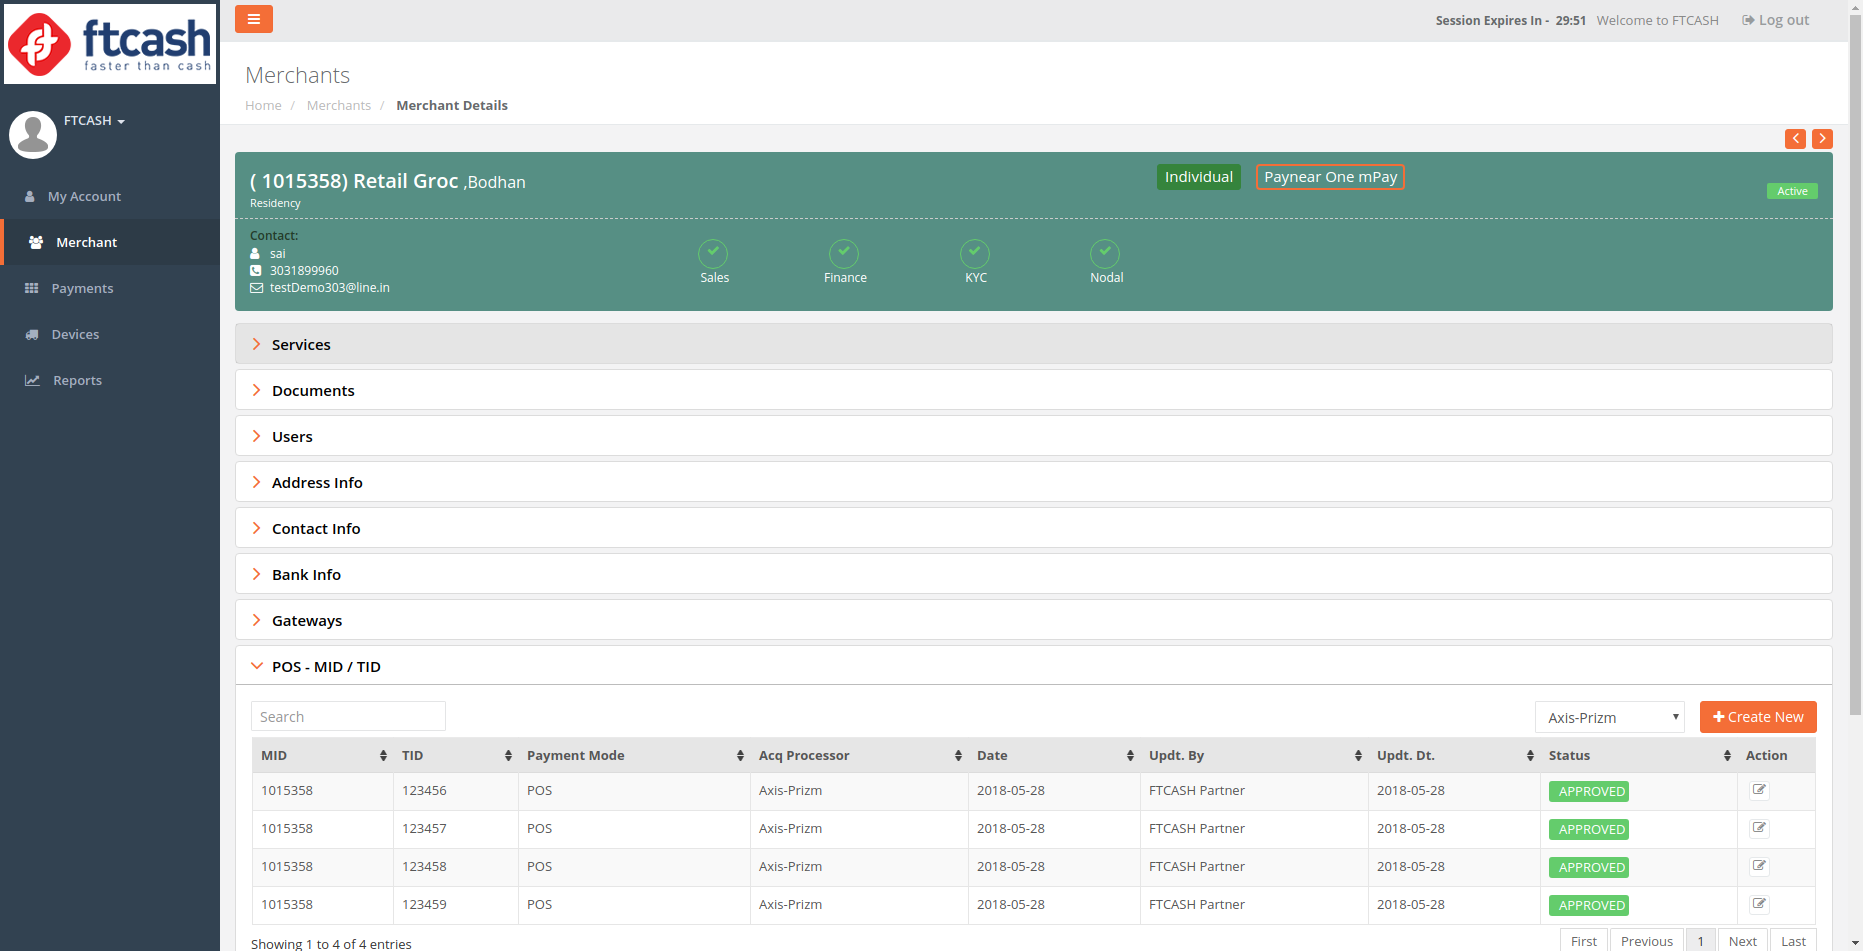 ftcash
faster than cash
Session Expires In - 29:51 Welcome to FTCASH Log out
Merchants
Home / Merchants / Merchant Details
FTCASH
My Account
Merchant
Payments
Devices
Reports
( 1015358) Retail Groc ,Bodhan
Residency
Individual Paynear One mPay
Active
Contact:
sai
3031899960
testDemo303@line.in
Sales Finance KYC Nodal
Services
Documents
Users
Address Info
Contact Info
Bank Info
Gateways
POS - MID / TID
Search Axis-Prizm Create New
MID TID Payment Mode Acq Processor Date Updt. By Updt. Dt. Status Action
1015358 123456 POS Axis-Prizm 2018-05-28 FTCASH Partner 2018-05-28 APPROVED
1015358 123457 POS Axis-Prizm 2018-05-28 FTCASH Partner 2018-05-28 APPROVED
1015358 123458 POS Axis-Prizm 2018-05-28 FTCASH Partner 2018-05-28 APPROVED
1015358 123459 POS Axis-Prizm 2018-05-28 FTCASH Partner 2018-05-28 APPROVED
Showing 1 to 4 of 4 entries First Previous 1 Next Last